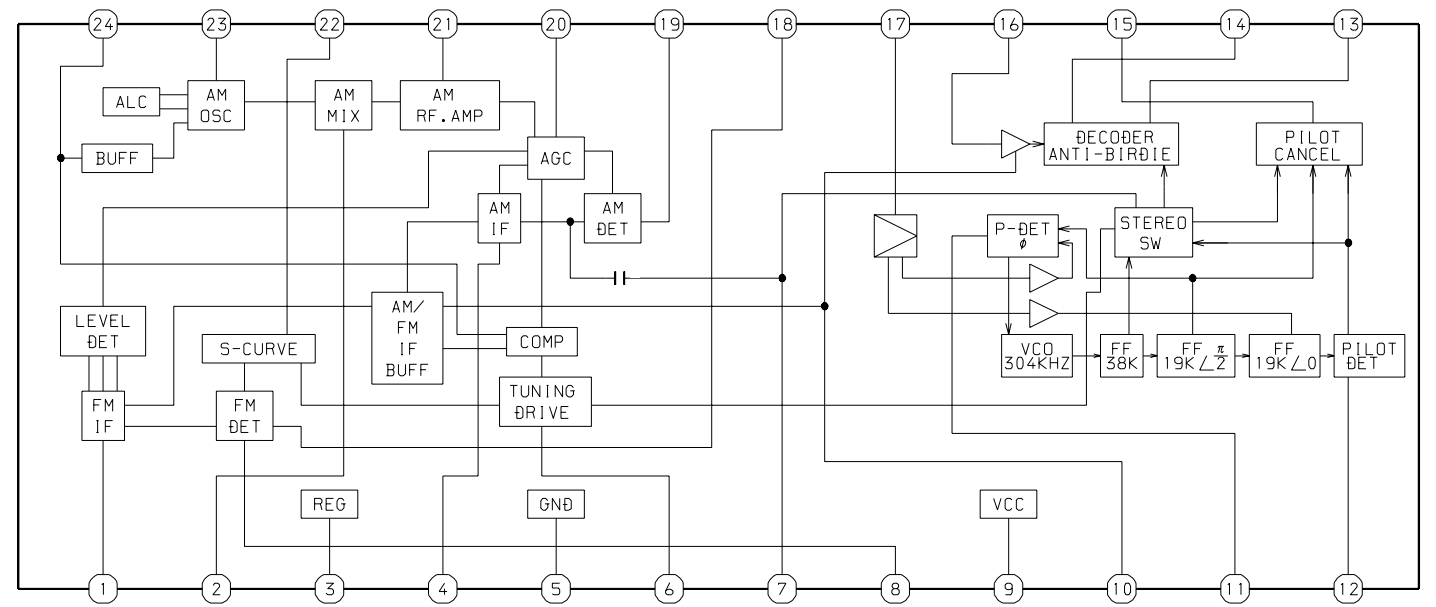 24 23 22 21 20 19 18 17 16 15 14 13
ALC
AM
OSC
AM
MIX
AM
RF.AMP
BUFF
AGC
DECODER
ANTI-BIRDIE
PILOT
CANCEL
AM
IF
AM
DET
P-DET
φ
STEREO
SW
LEVEL
DET
AM/
FM
IF
BUFF
S-CURVE
COMP
VCO
304KHZ
FF
38K
FF
19K∠π/2
FF
19K∠0
PILOT
DET
FM
IF
FM
DET
TUNING
DRIVE
REG
GND
VCC
1 2 3 4 5 6 7 8 9 10 11 12